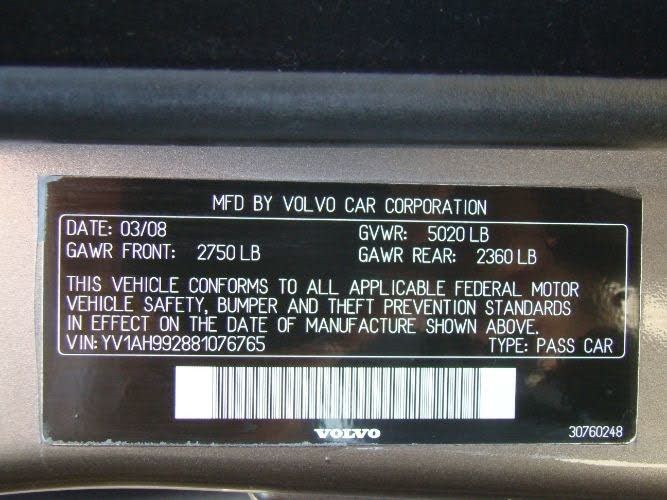 MFD BY VOLVO CAR CORPORATION
DATE: 03/08 GVWR: 5020 LB
GAWR FRONT: 2750 LB GAWR REAR: 2360 LB
THIS VEHICLE CONFORMS TO ALL APPLICABLE FEDERAL MOTOR
VEHICLE SAFETY, BUMPER AND THEFT PREVENTION STANDARDS
IN EFFECT ON THE DATE OF MANUFACTURE SHOWN ABOVE.
VIN: YV1AH992881076765 TYPE: PASS CAR
VOLVO 30760248